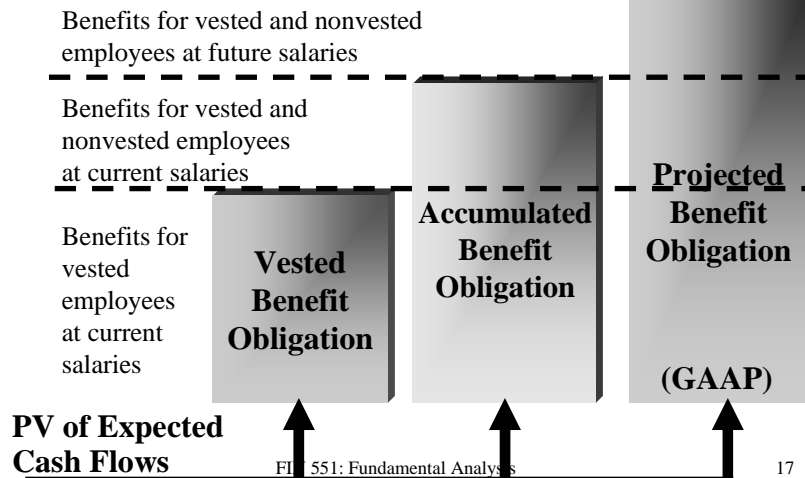 Benefits for vested and nonvested
employees at future salaries
Benefits for vested and
nonvested employees
at current salaries
Benefits for
vested
employees
at current
salaries
Vested
Benefit
Obligation
Accumulated
Benefit
Obligation
Projected
Benefit
Obligation
(GAAP)
PV of Expected
Cash Flows
551: Fundamental
17